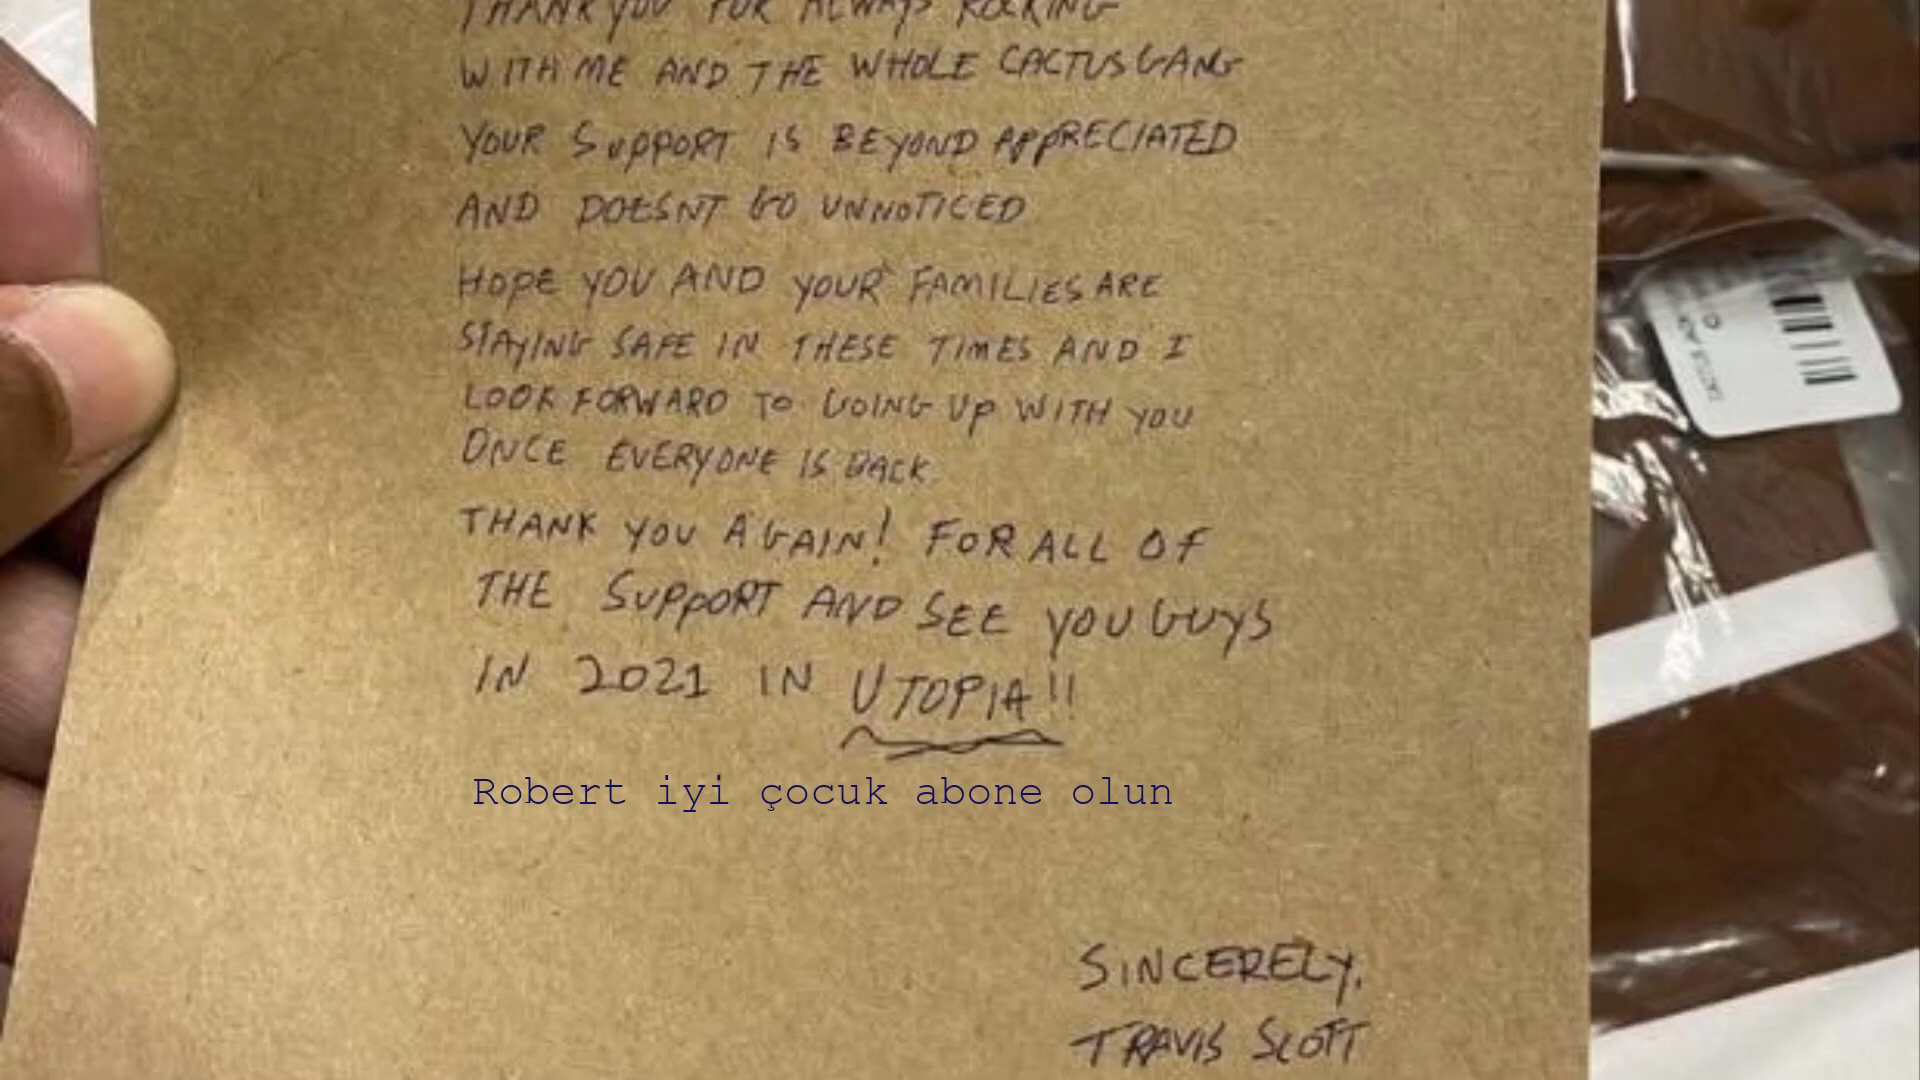 THANK YOU FOR ALWAYS ROCKING
WITH ME AND THE WHOLE CACTUS GANG
YOUR SUPPORT IS BEYOND APPRECIATED
AND DOESNT GO UNNOTICED
HOPE YOU AND YOUR FAMILIES ARE
STAYING SAFE IN THESE TIMES AND I
LOOK FORWARD TO GOING UP WITH YOU
ONCE EVERYONE IS BACK
THANK YOU AGAIN! FOR ALL OF
THE SUPPORT AND SEE YOU GUYS
IN 2021 IN UTOPIA!!
Robert iyi çocuk abone olun
SINCERELY,
TRAVIS SCOTT